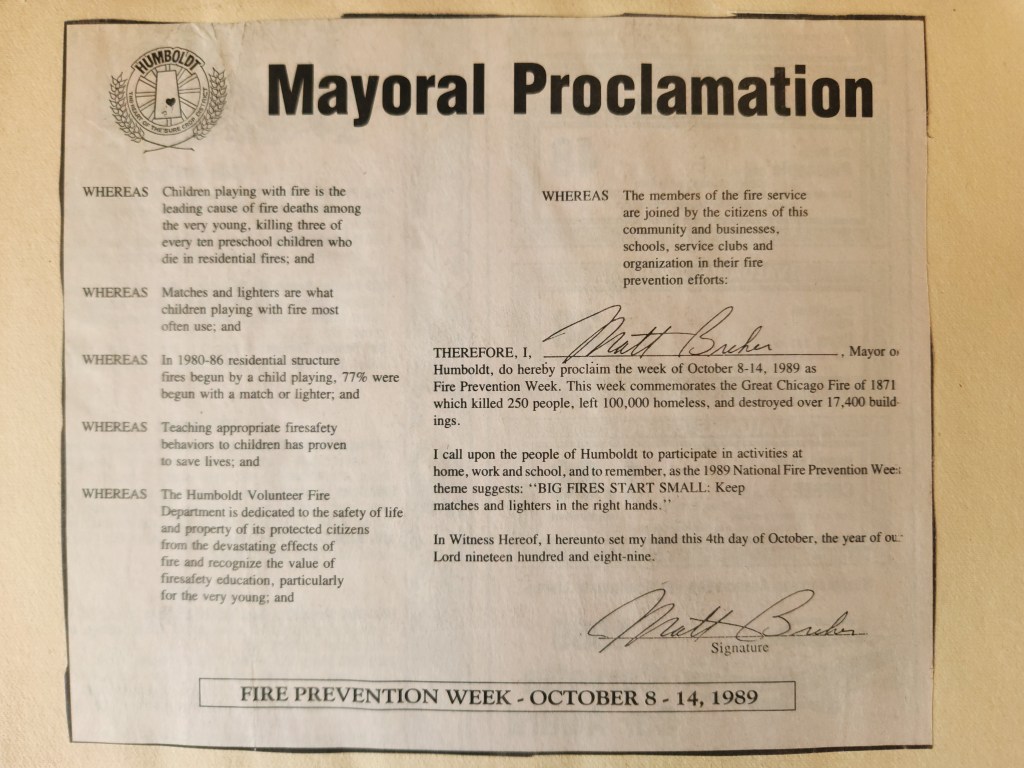 HUMBOLDT
THE HEART OF THE SURE CROP DISTRICT
Mayoral Proclamation
WHEREAS Children playing with fire is the
leading cause of fire deaths among
the very young, killing three of
every ten preschool children who
die in residential fires; and
WHEREAS Matches and lighters are what
children playing with fire most
often use; and
WHEREAS In 1980-86 residential structure
fires begun by a child playing, 77% were
begun with a match or lighter; and
WHEREAS Teaching appropriate firesafety
behaviors to children has proven
to save lives; and
WHEREAS The Humboldt Volunteer Fire
Department is dedicated to the safety of life
and property of its protected citizens
from the devastating effects of
fire and recognize the value of
firesafety education, particularly
for the very young; and
WHEREAS The members of the fire service
are joined by the citizens of this
community and businesses,
schools, service clubs and
organization in their fire
prevention efforts:
THEREFORE, I, Matt Breker, Mayor o
Humboldt, do hereby proclaim the week of October 8-14, 1989 as
Fire Prevention Week. This week commemorates the Great Chicago Fire of 1871
which killed 250 people, left 100,000 homeless, and destroyed over 17,400 build-
ings.
I call upon the people of Humboldt to participate in activities at
home, work and school, and to remember, as the 1989 National Fire Prevention Wee
theme suggests: ‘‘BIG FIRES START SMALL: Keep
matches and lighters in the right hands.’’
In Witness Hereof, I hereunto set my hand this 4th day of October, the year of ou
Lord nineteen hundred and eight-nine.
Matt Breker
Signature
FIRE PREVENTION WEEK - OCTOBER 8 - 14, 1989